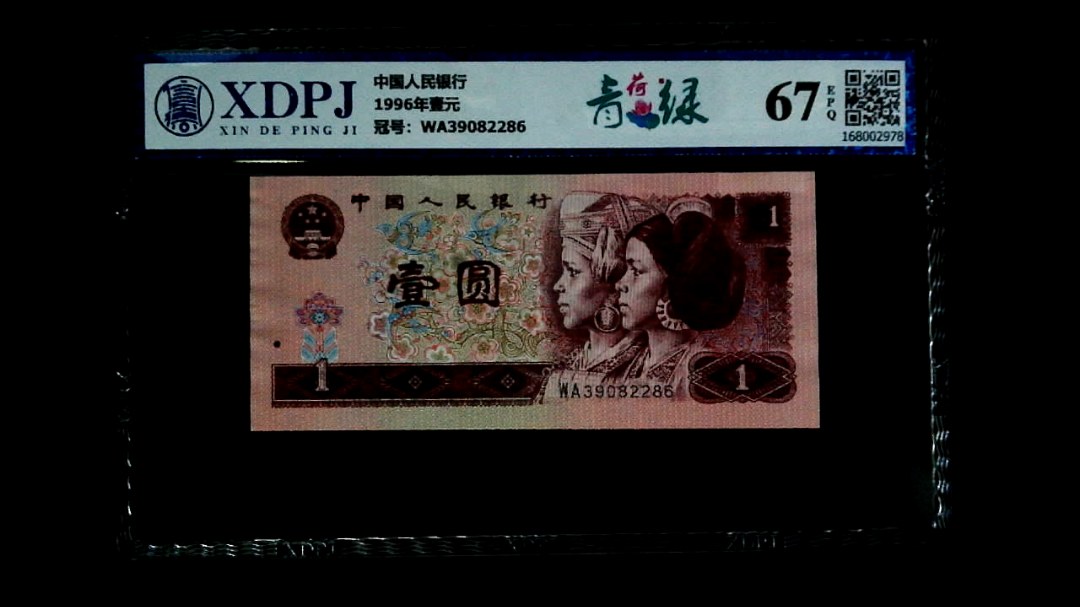 XDPJ
XIN DE PING JI
中国人民银行
1996年壹元
冠号：WA39082286
青荷绿
67
EPQ
168002978
中国人民银行
1
壹圆
1
WA39082286
1
XDPJ